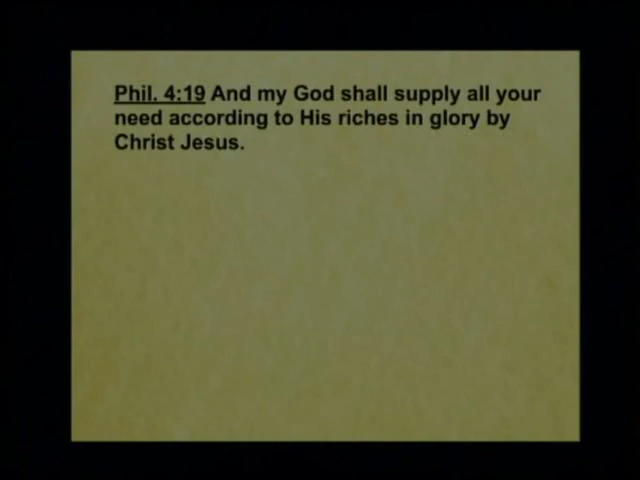 Phil. 4:19 And my God shall supply all your
need according to His riches in glory by
Christ Jesus.